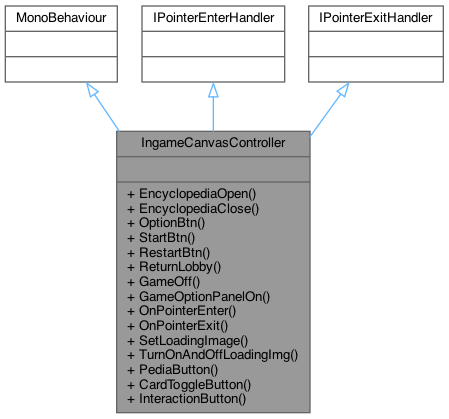 MonoBehaviour
IPointerEnterHandler
IPointerExitHandler
IngameCanvasController
+ EncyclopediaOpen()
+ EncyclopediaClose()
+ OptionBtn()
+ StartBtn()
+ RestartBtn()
+ ReturnLobby()
+ GameOff()
+ GameOptionPanelOn()
+ OnPointerEnter()
+ OnPointerExit()
+ SetLoadingImage()
+ TurnOnAndOffLoadingImg()
+ PediaButton()
+ CardToggleButton()
+ InteractionButton()